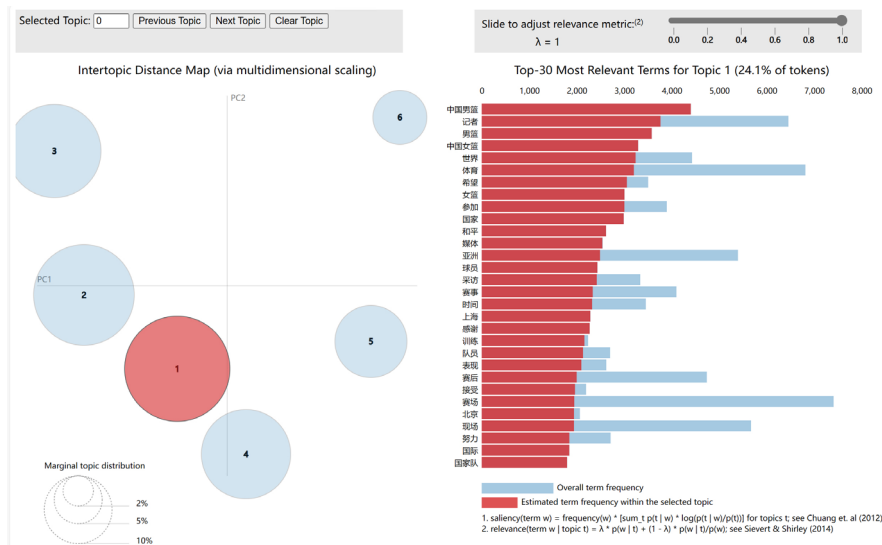 Selected Topic: 0 Previous Topic Next Topic Clear Topic
Slide to adjust relevance metric:(2)
λ = 1
0.0 0.2 0.4 0.6 0.8 1.0
Intertopic Distance Map (via multidimensional scaling)
PC2
PC1
6
3
2
5
1
4
Marginal topic distribution
2%
5%
10%
Top-30 Most Relevant Terms for Topic 1 (24.1% of tokens)
0 1,000 2,000 3,000 4,000 5,000 6,000 7,000 8,000
中国男篮
记者
男篮
中国女篮
世界
体育
希望
女篮
参加
国家
和平
媒体
亚洲
球员
采访
赛事
时间
上海
感谢
训练
队员
表现
赛后
接受
赛场
北京
现场
努力
国际
国家队
Overall term frequency
Estimated term frequency within the selected topic
1. saliency(term w) = frequency(w) * [sum_t p(t | w) * log(p(t | w)/p(t))] for topics t; see Chuang et. al (2012)
2. relevance(term w | topic t) = λ * p(w | t) + (1 - λ) * p(w | t)/p(w); see Sievert & Shirley (2014)